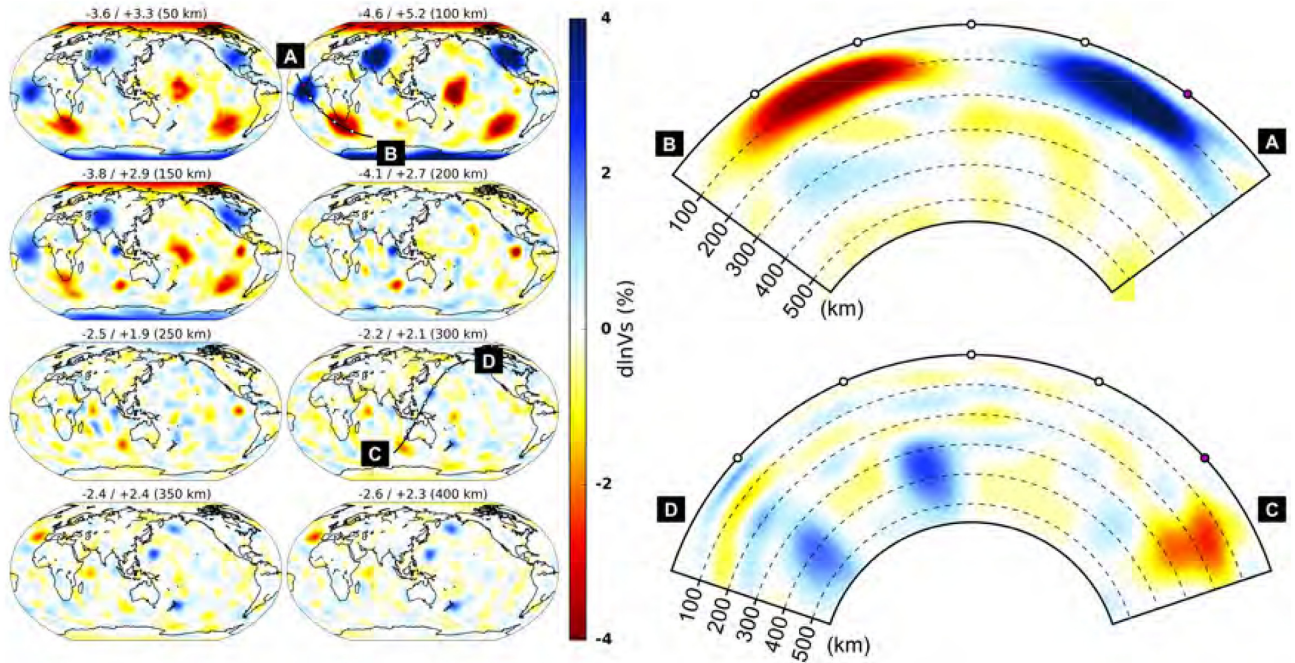 -3.6 / +3.3 (50 km)
-4.6 / +5.2 (100 km)
A
B
-3.8 / +2.9 (150 km)
-4.1 / +2.7 (200 km)
-2.5 / +1.9 (250 km)
-2.2 / +2.1 (300 km)
D
C
-2.4 / +2.4 (350 km)
-2.6 / +2.3 (400 km)
4
2
0
-2
-4
dlnVs (%)
B
A
100
200
300
400
500
(km)
D
C
100
200
300
400
500
(km)